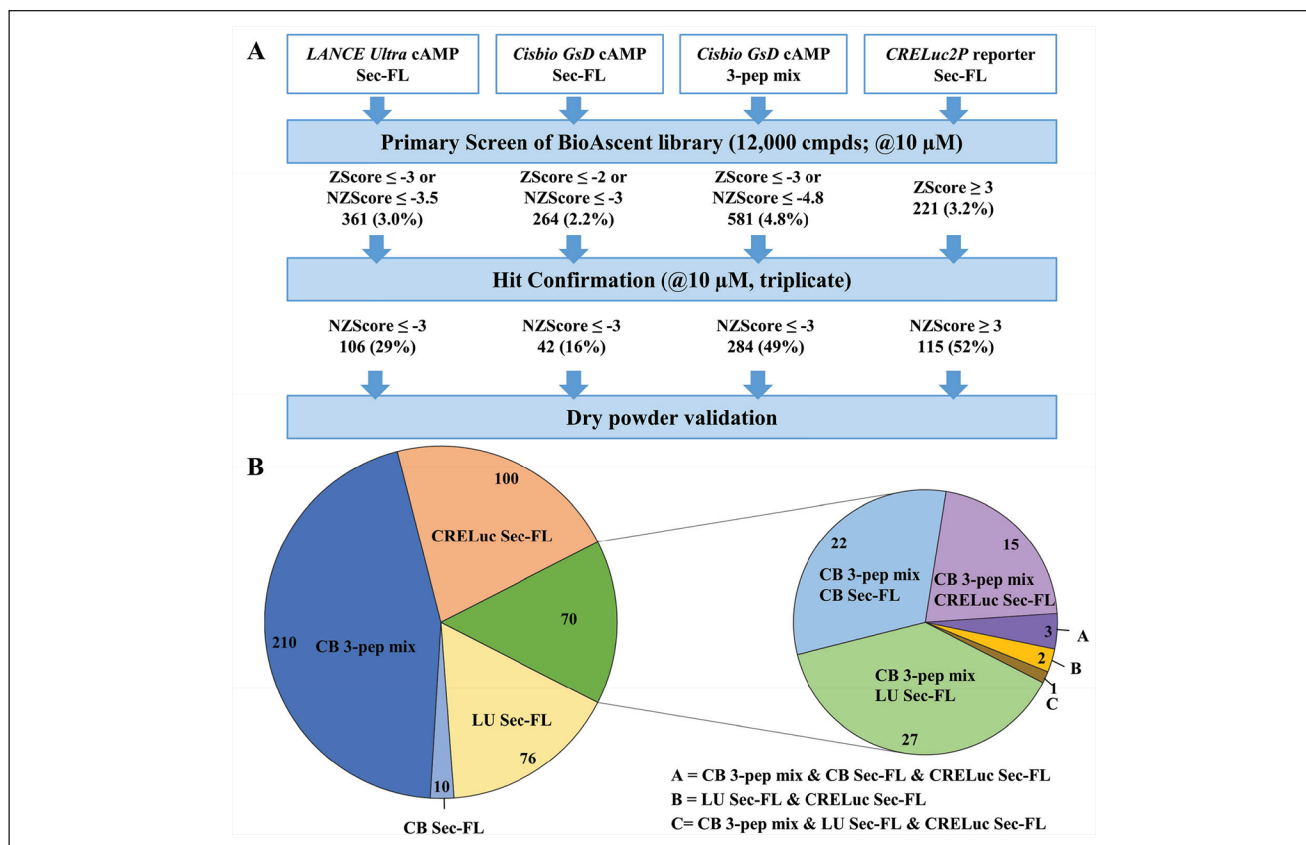 A
LANCE Ultra cAMP
Sec-FL
Cisbio GsD cAMP
Sec-FL
Cisbio GsD cAMP
3-pep mix
CRELuc2P reporter
Sec-FL
Primary Screen of BioAscent library (12,000 cmpds; @10 µM)
ZScore ≤ -3 or
NZScore ≤ -3.5
361 (3.0%)
ZScore ≤ -2 or
NZScore ≤ -3
264 (2.2%)
ZScore ≤ -3 or
NZScore ≤ -4.8
581 (4.8%)
ZScore ≥ 3
221 (3.2%)
Hit Confirmation (@10 µM, triplicate)
NZScore ≤ -3
106 (29%)
NZScore ≤ -3
42 (16%)
NZScore ≤ -3
284 (49%)
NZScore ≥ 3
115 (52%)
Dry powder validation
B
100
CRELuc Sec-FL
210
CB 3-pep mix
70
LU Sec-FL
76
10
CB Sec-FL
22
CB 3-pep mix
CB Sec-FL
15
CB 3-pep mix
CRELuc Sec-FL
3
A
2
B
1
C
CB 3-pep mix
LU Sec-FL
27
A = CB 3-pep mix & CB Sec-FL & CRELuc Sec-FL
B = LU Sec-FL & CRELuc Sec-FL
C= CB 3-pep mix & LU Sec-FL & CRELuc Sec-FL